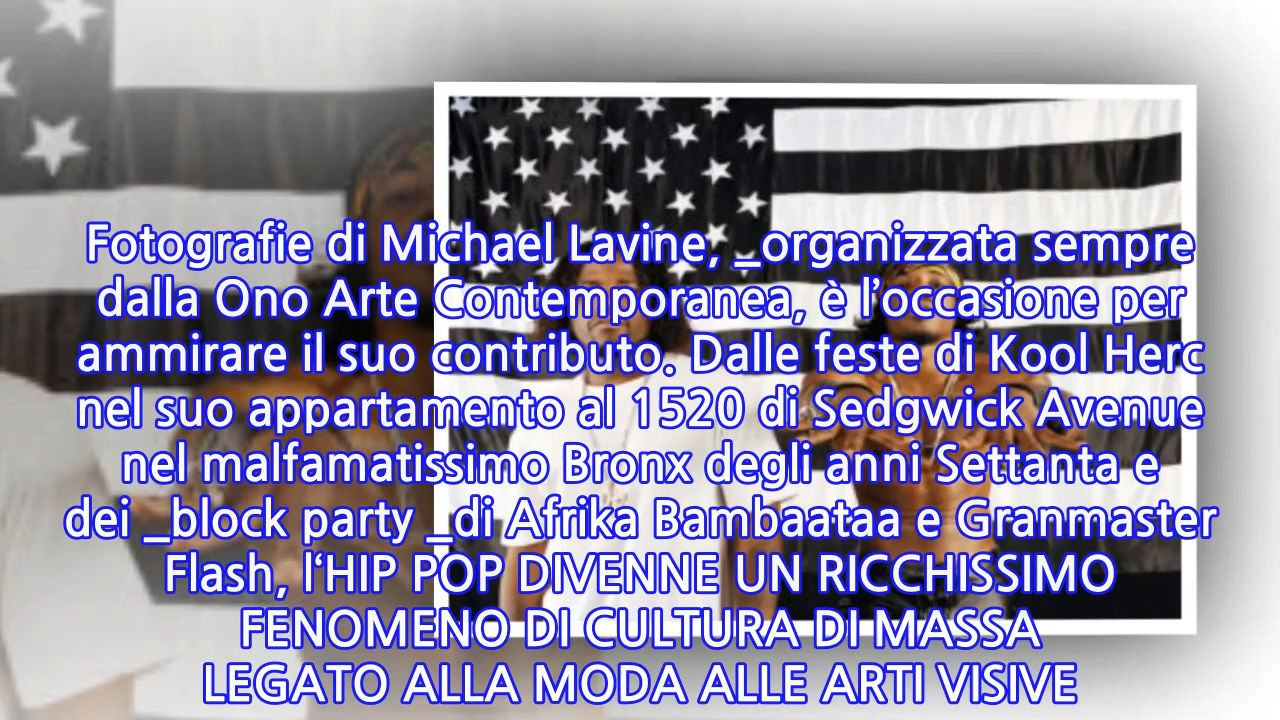 Fotografie di Michael Lavine, _organizzata sempre
dalla Ono Arte Contemporanea, è l’occasione per
ammirare il suo contributo. Dalle feste di Kool Herc
nel suo appartamento al 1520 di Sedgwick Avenue
nel malfamatissimo Bronx degli anni Settanta e
dei _block party _di Afrika Bambaataa e Granmaster
Flash, l‘HIP POP DIVENNE UN RICCHISSIMO
FENOMENO DI CULTURA DI MASSA
LEGATO ALLA MODA ALLE ARTI VISIVE